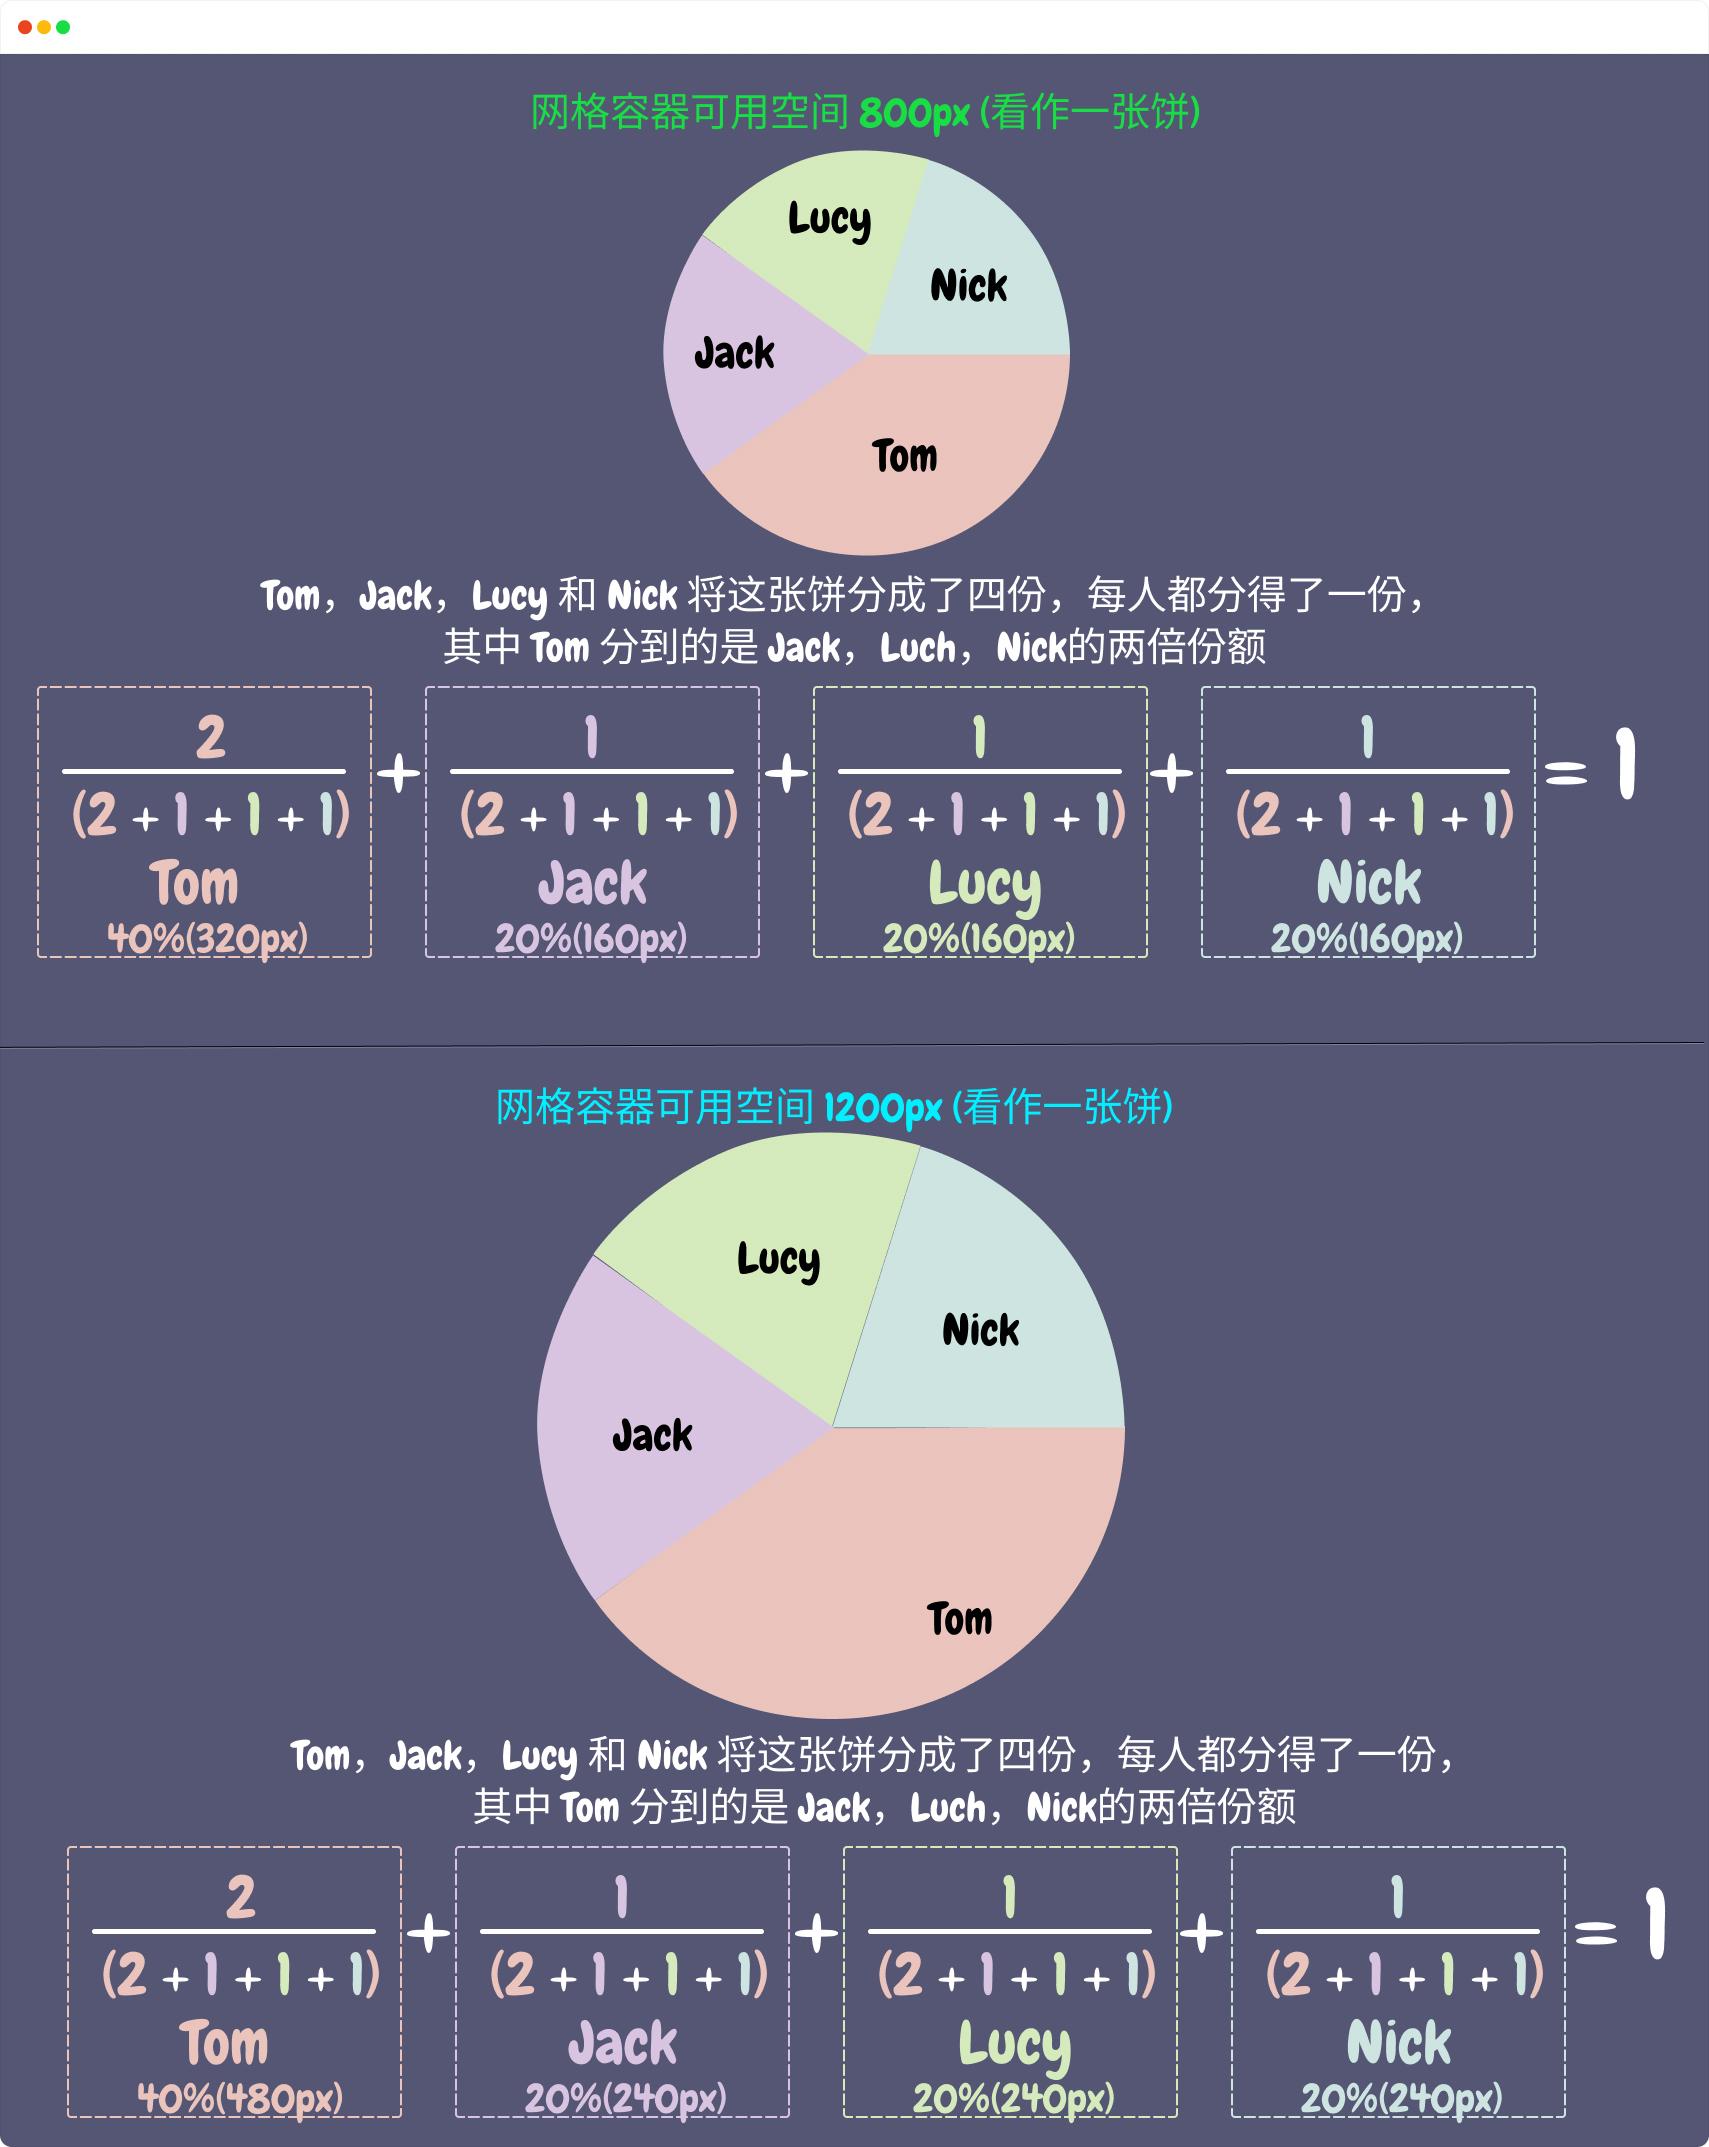 网格容器可用空间 800px (看作一张饼)
Lucy
Nick
Jack
Tom
Tom，Jack，Lucy 和 Nick 将这张饼分成了四份，每人都分得了一份，
其中 Tom 分到的是 Jack，Luch，Nick的两倍份额
2 1 1 1
+ + + = 1
(2 + 1 + 1 + 1) (2 + 1 + 1 + 1) (2 + 1 + 1 + 1) (2 + 1 + 1 + 1)
Tom Jack Lucy Nick
40%(320px) 20%(160px) 20%(160px) 20%(160px)
网格容器可用空间 1200px (看作一张饼)
Lucy
Nick
Jack
Tom
Tom，Jack，Lucy 和 Nick 将这张饼分成了四份，每人都分得了一份，
其中 Tom 分到的是 Jack，Luch，Nick的两倍份额
2 1 1 1
+ + + = 1
(2 + 1 + 1 + 1) (2 + 1 + 1 + 1) (2 + 1 + 1 + 1) (2 + 1 + 1 + 1)
Tom Jack Lucy Nick
40%(480px) 20%(240px) 20%(240px) 20%(240px)